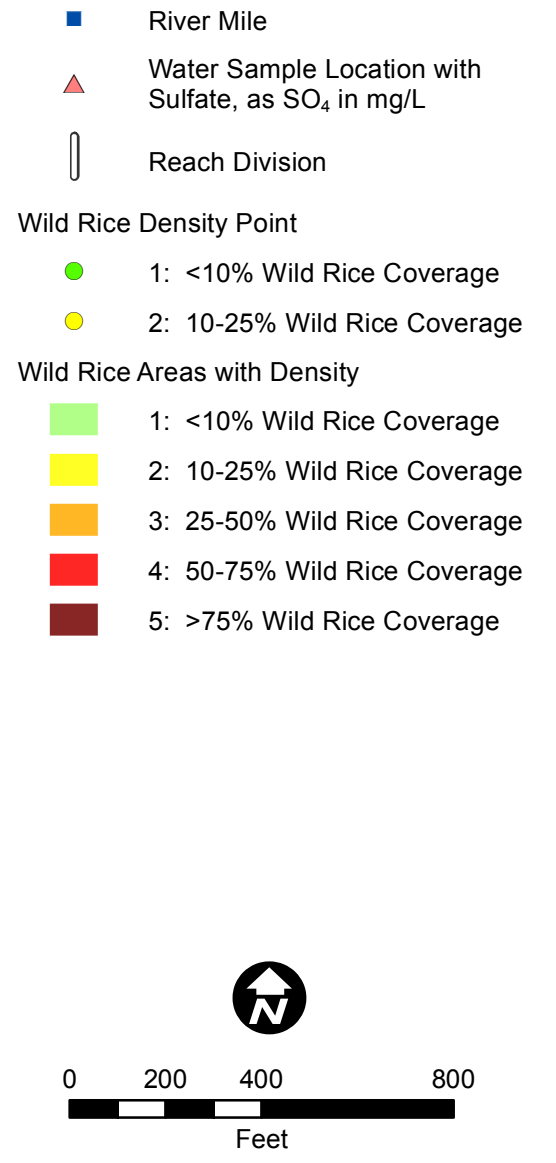 River Mile
Water Sample Location with
Sulfate, as SO₄ in mg/L
Reach Division
Wild Rice Density Point
1: <10% Wild Rice Coverage
2: 10-25% Wild Rice Coverage
Wild Rice Areas with Density
1: <10% Wild Rice Coverage
2: 10-25% Wild Rice Coverage
3: 25-50% Wild Rice Coverage
4: 50-75% Wild Rice Coverage
5: >75% Wild Rice Coverage
N
0 200 400 800
Feet